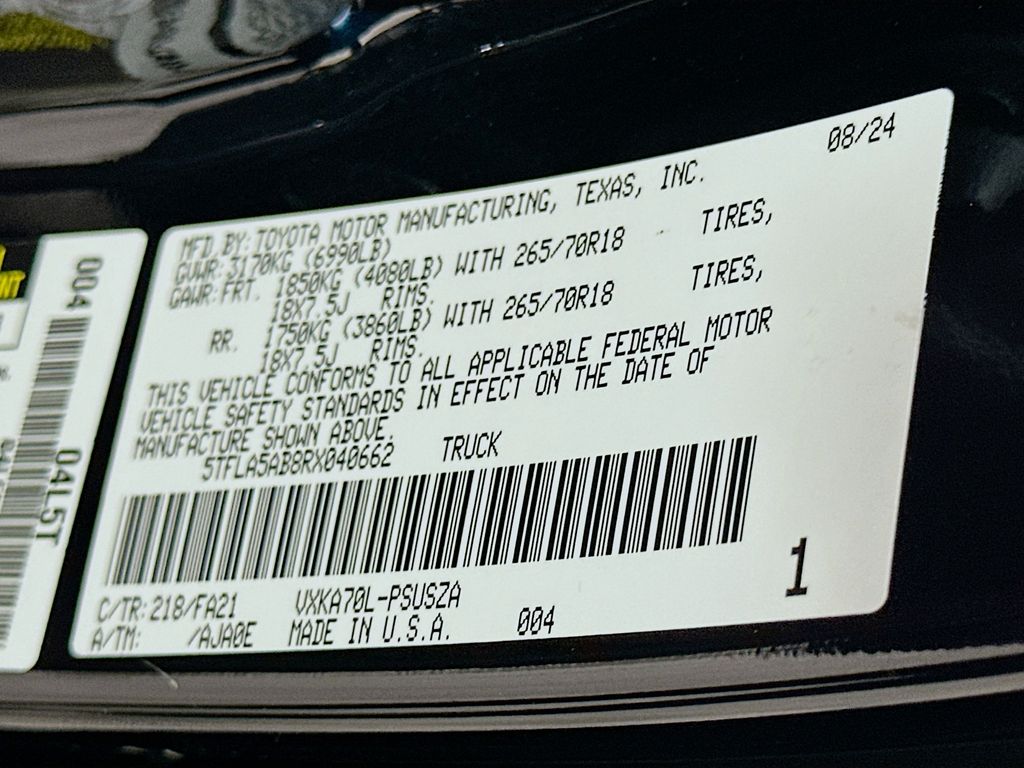 08/24
MFD. BY: TOYOTA MOTOR MANUFACTURING, TEXAS, INC.
GVWR: 3170KG (6990LB)
GAWR: FRT. 1850KG (4080LB) WITH 265/70R18 TIRES,
18X7.5J RIMS.
RR. 1750KG (3860LB) WITH 265/70R18 TIRES,
18X7.5J RIMS.
THIS VEHICLE CONFORMS TO ALL APPLICABLE FEDERAL MOTOR
VEHICLE SAFETY STANDARDS IN EFFECT ON THE DATE OF
MANUFACTURE SHOWN ABOVE.
5TFLA5AB8RX040662 TRUCK
C/TR: 218/FA21 VXKA70L-PSUSZA
A/TM: /AJA0E MADE IN U.S.A. 004
1
004
04L5T